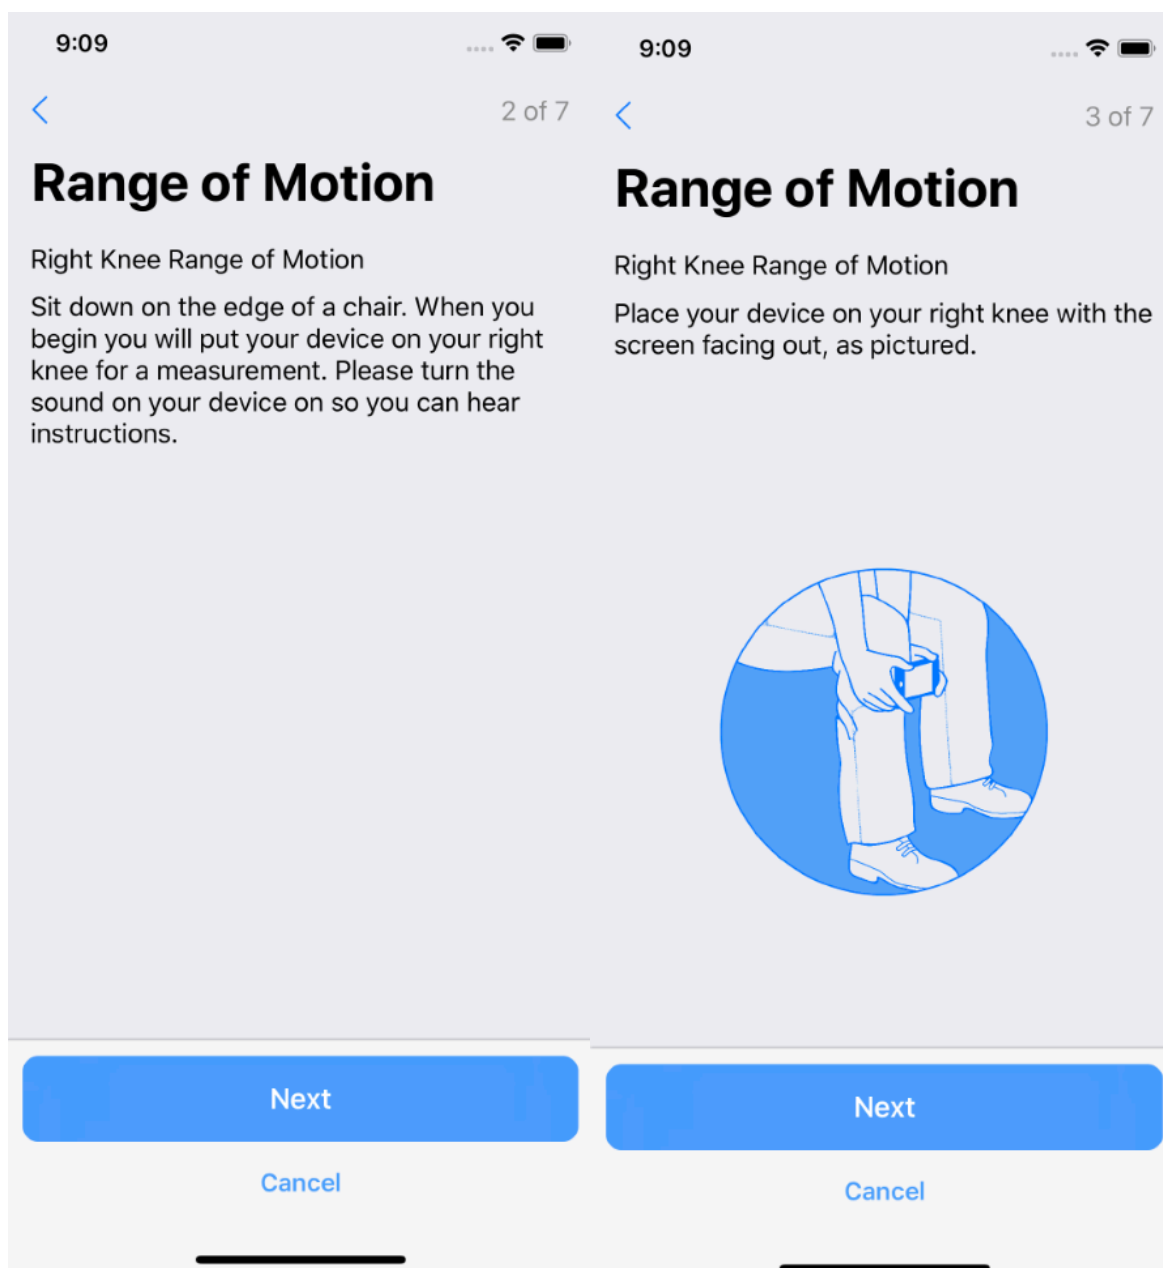 9:09
2 of 7
Range of Motion
Right Knee Range of Motion
Sit down on the edge of a chair. When you
begin you will put your device on your right
knee for a measurement. Please turn the
sound on your device on so you can hear
instructions.
Next
Cancel
9:09
3 of 7
Range of Motion
Right Knee Range of Motion
Place your device on your right knee with the
screen facing out, as pictured.
Next
Cancel